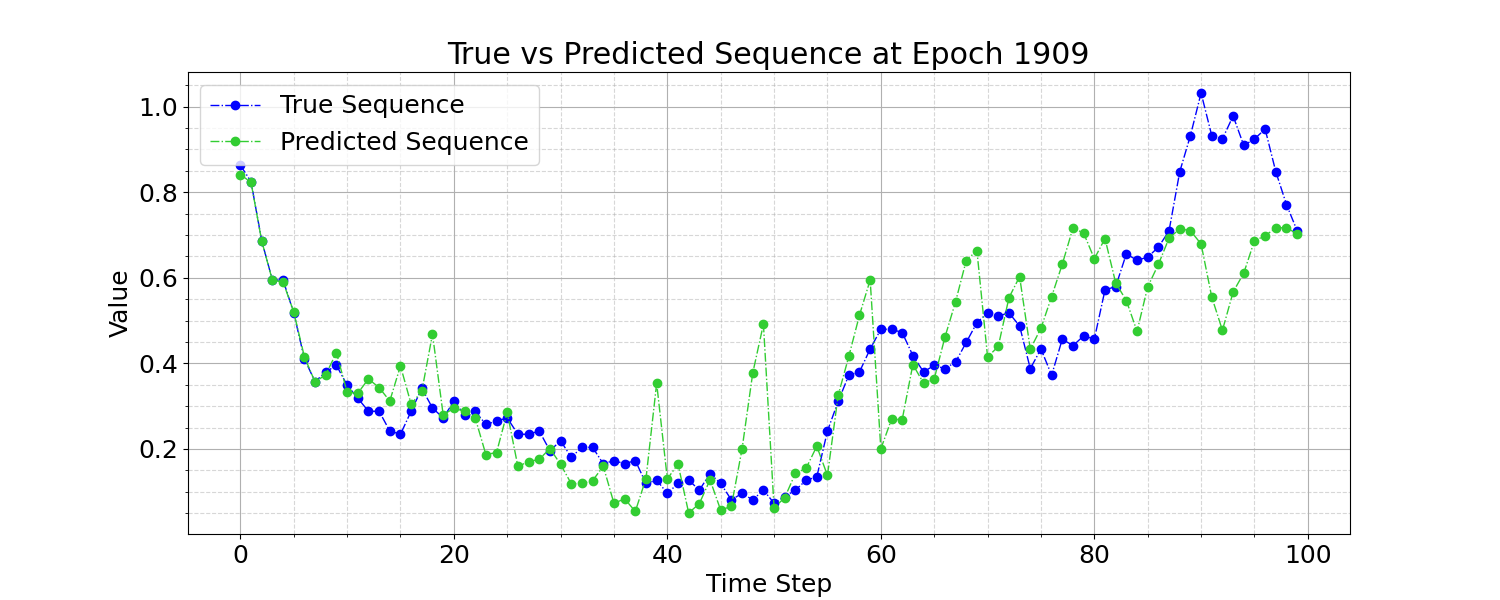 True vs Predicted Sequence at Epoch 1909
True Sequence
Predicted Sequence
1.0
0.8
0.6
0.4
0.2
Value
0 20 40 60 80 100
Time Step